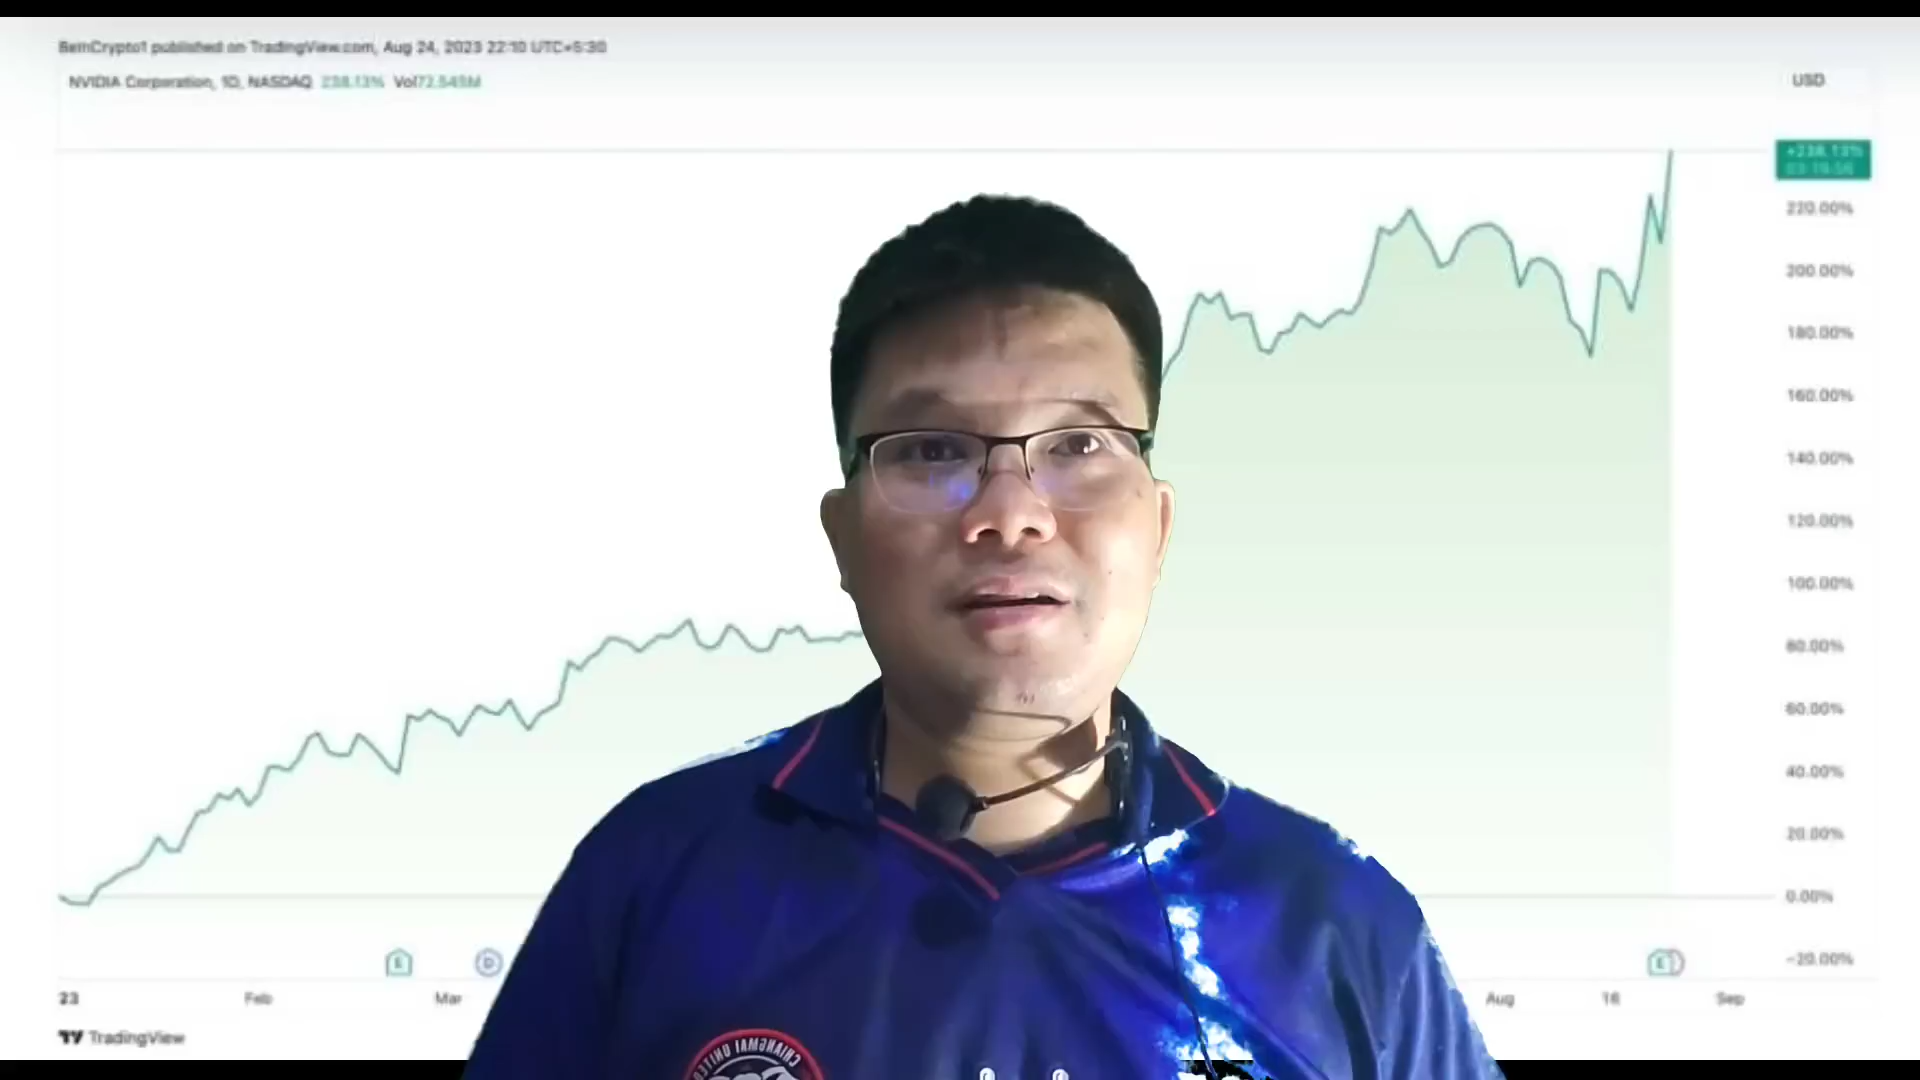 BeInCrypto1 published on TradingView.com, Aug 24, 2023 22:10 UTC+5:30
NVIDIA Corporation, 1D, NASDAQ 238.13% Vol72.545M
USD
+238.13%
220.00%
200.00%
180.00%
160.00%
140.00%
120.00%
100.00%
80.00%
60.00%
40.00%
20.00%
0.00%
−20.00%
E
D
E
23
Feb
Mar
Aug
16
Sep
TradingView
CHIANGMAI UNITED